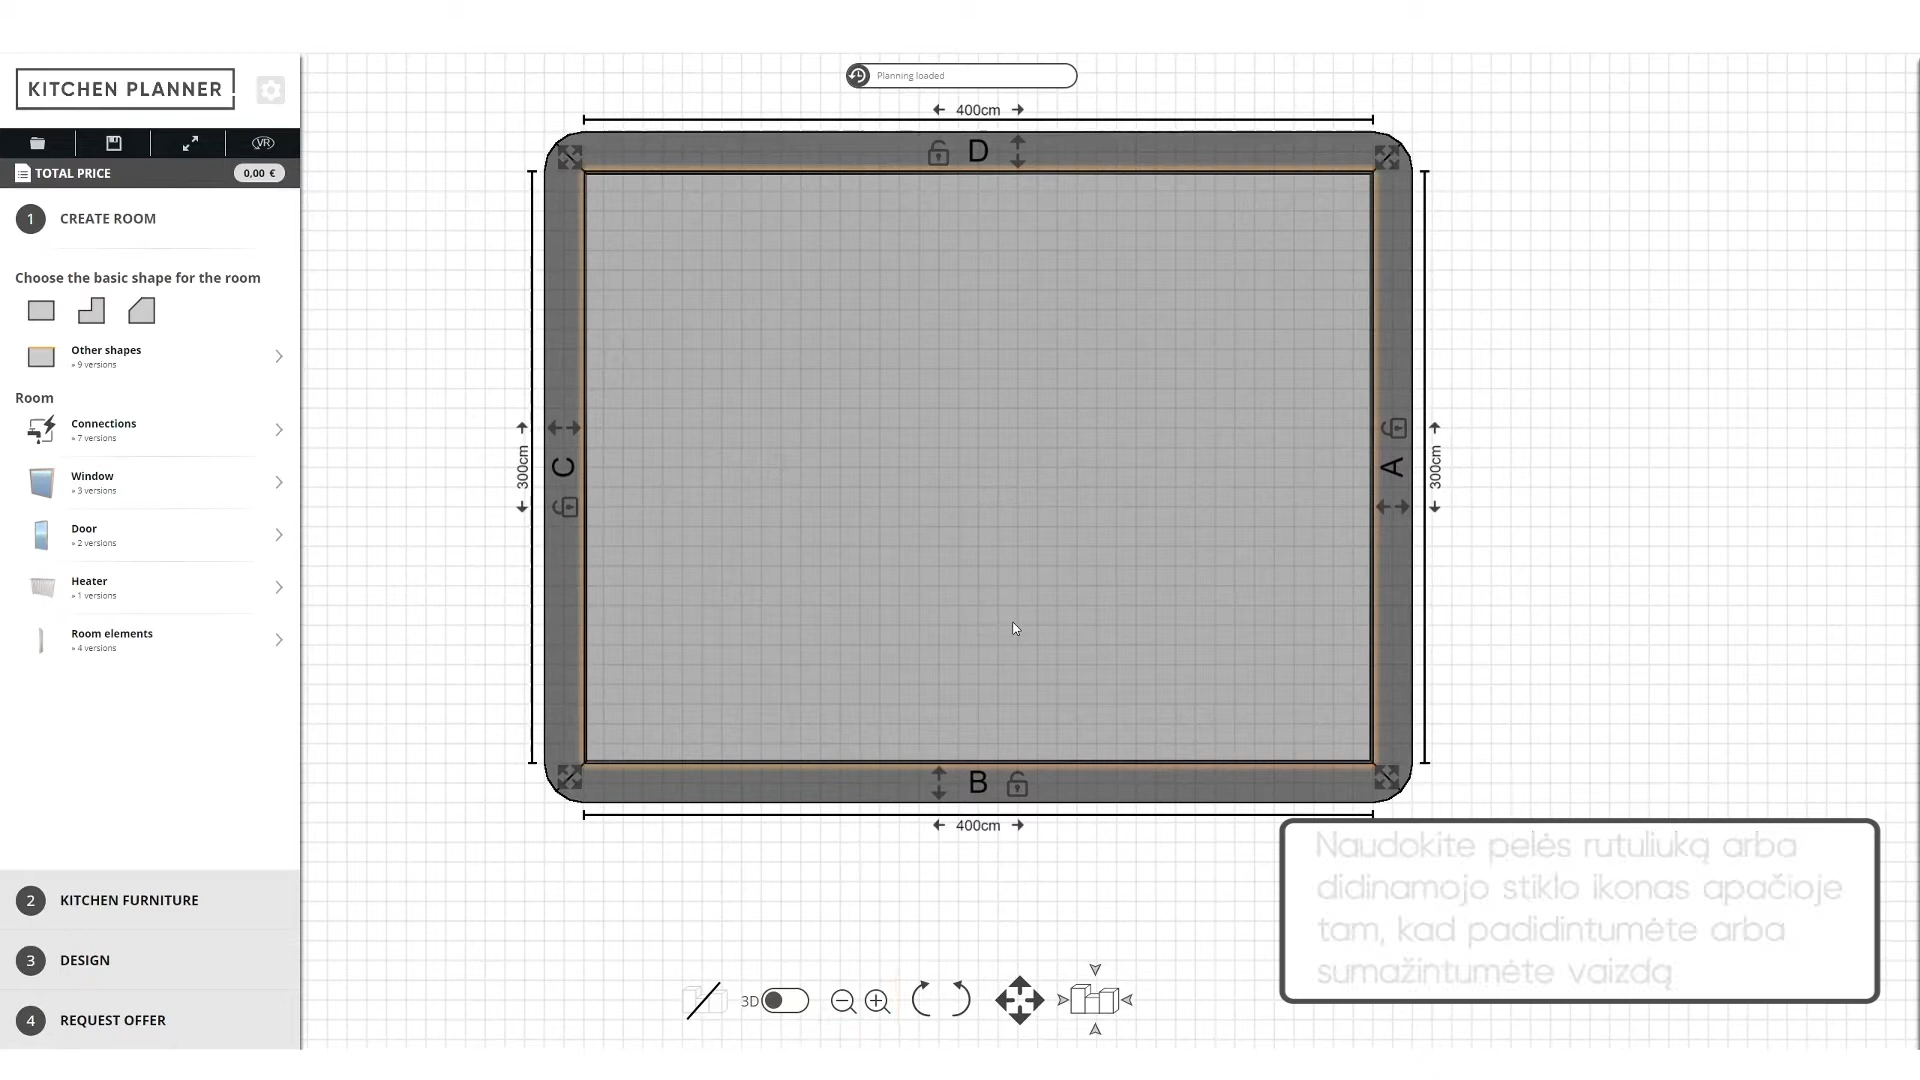 KITCHEN PLANNER
Planning loaded
VR
TOTAL PRICE
0,00 €
1 CREATE ROOM
Choose the basic shape for the room
Other shapes
» 9 versions
Room
Connections
» 7 versions
Window
» 3 versions
Door
» 2 versions
Heater
» 1 versions
Room elements
» 4 versions
2 KITCHEN FURNITURE
3 DESIGN
4 REQUEST OFFER
400cm
D
300cm
C
A
300cm
B
400cm
Naudokite pelės rutuliuką arba
didinamojo stiklo ikonas apačioje
tam, kad padidintumėte arba
sumažintumėte vaizdą
3D